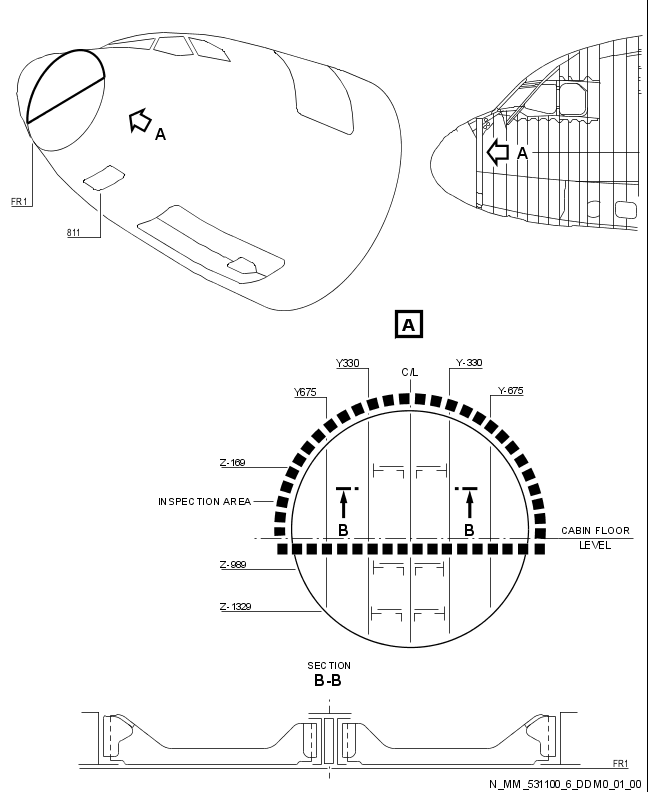 A
A
FR1
811
A
Y330
C/L
Y-330
Y675
Y-675
Z-169
INSPECTION AREA
B
B
CABIN FLOOR
LEVEL
Z-989
Z-1329
SECTION
B-B
FR1
N_MM_531100_6_DDM0_01_00